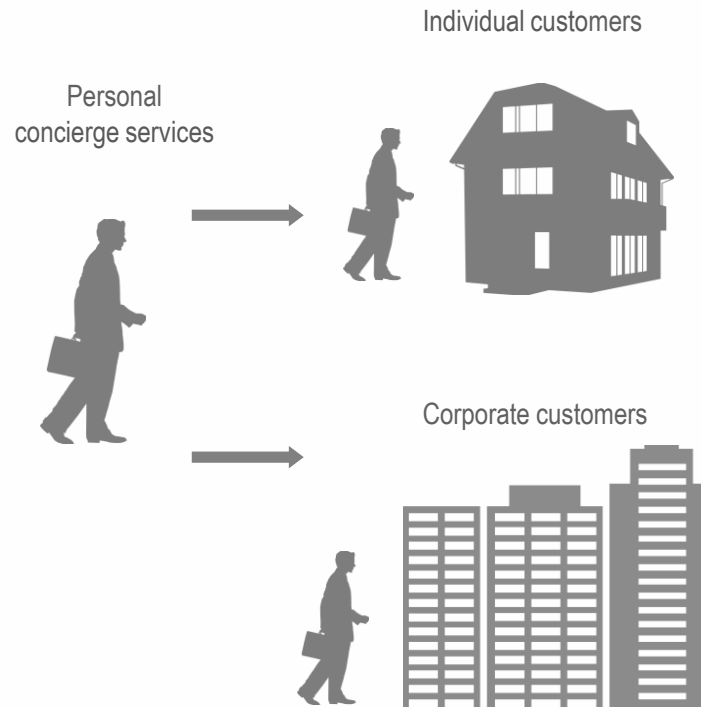 Individual customers
Personal
concierge services
Corporate customers